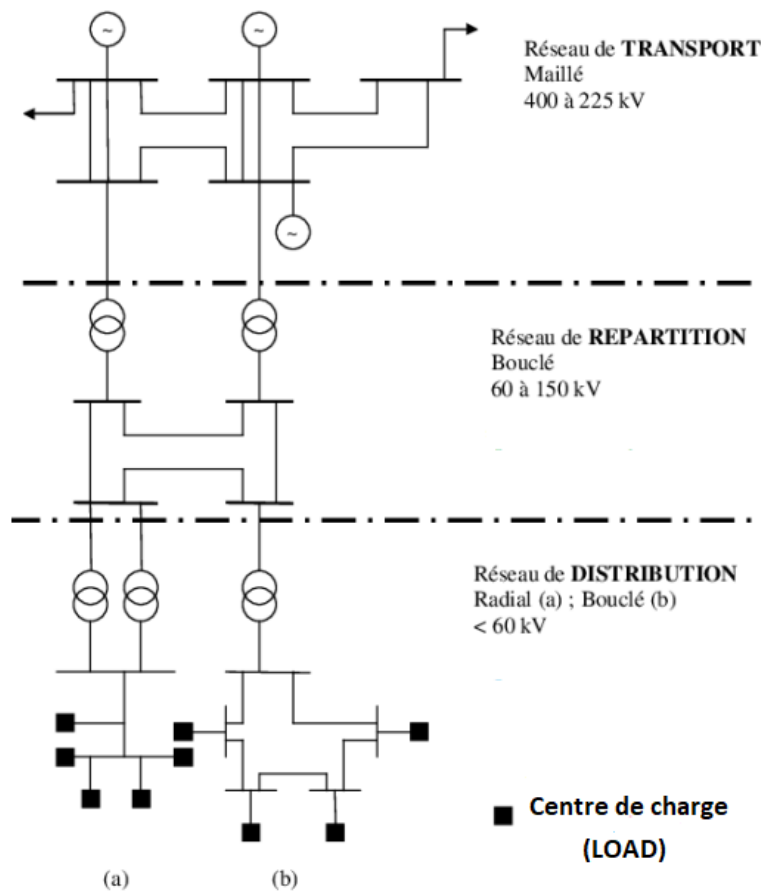 ~
~
Réseau de TRANSPORT
Maillé
400 à 225 kV
~
Réseau de REPARTITION
Bouclé
60 à 150 kV
Réseau de DISTRIBUTION
Radial (a) ; Bouclé (b)
< 60 kV
Centre de charge
(LOAD)
(a)
(b)